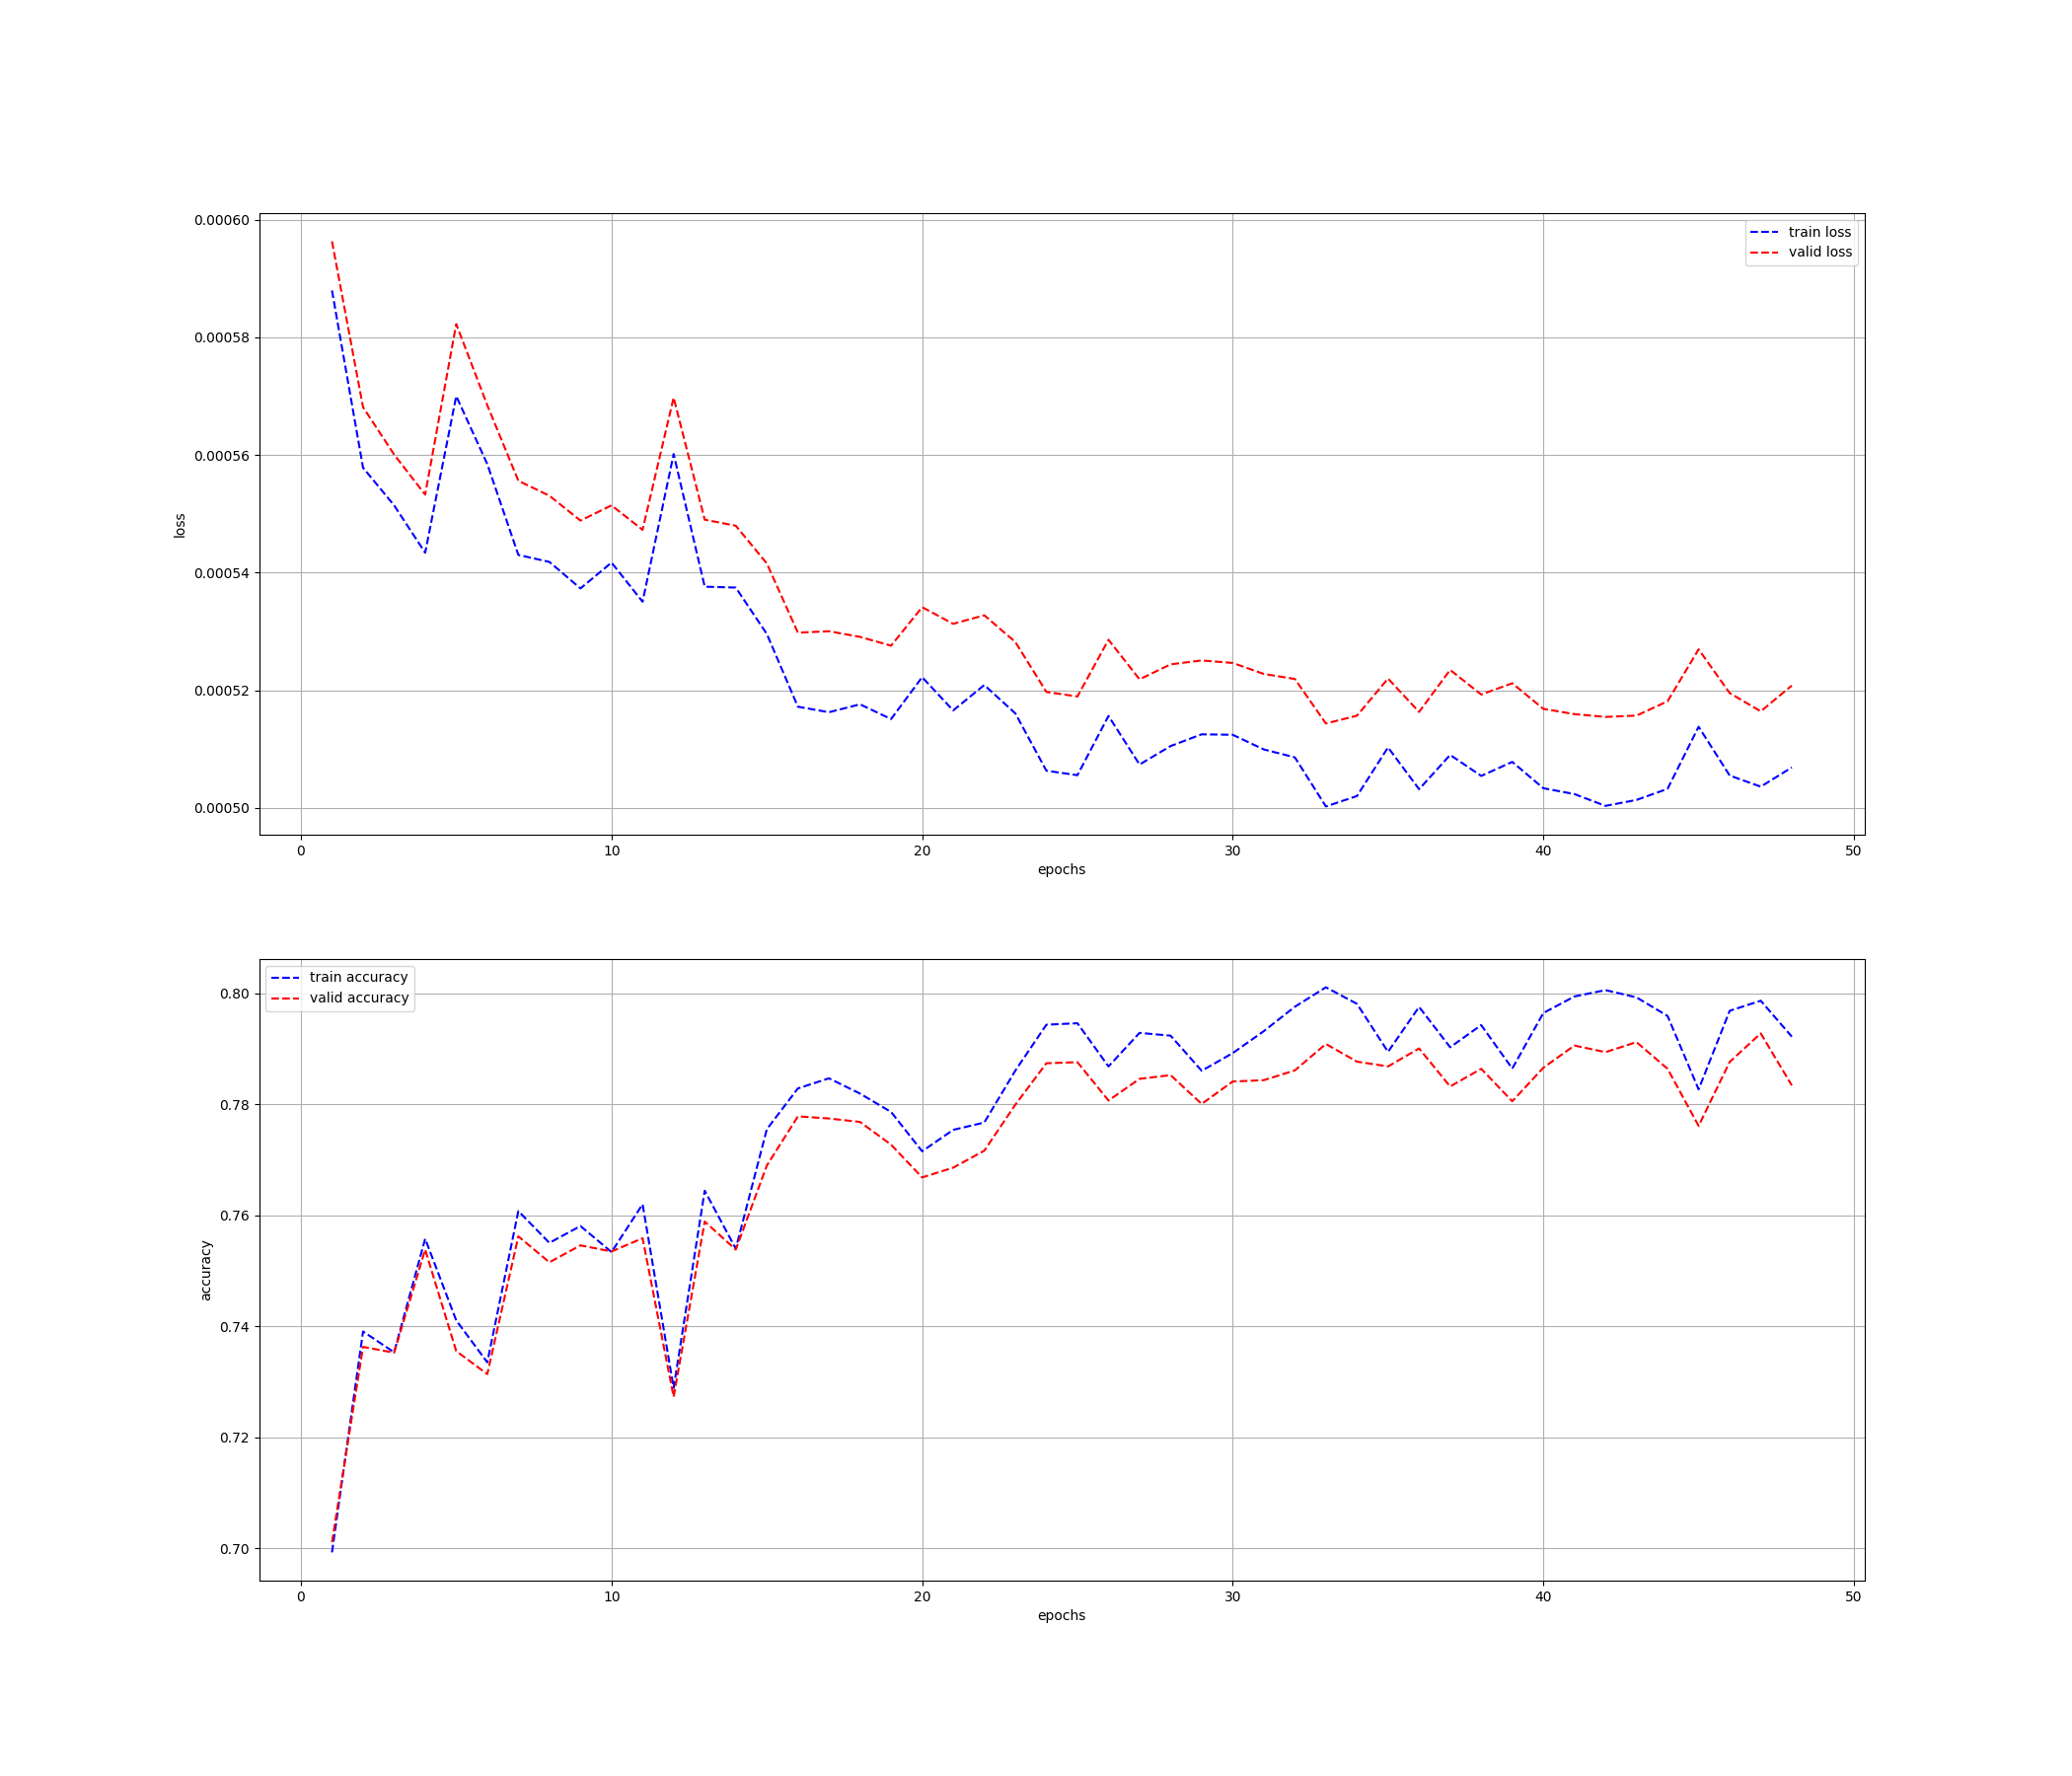 0.00060
0.00058
0.00056
0.00054
0.00052
0.00050
loss
train loss
valid loss
0 10 20 30 40 50
epochs
train accuracy
valid accuracy
0.80
0.78
0.76
0.74
0.72
0.70
accuracy
0 10 20 30 40 50
epochs